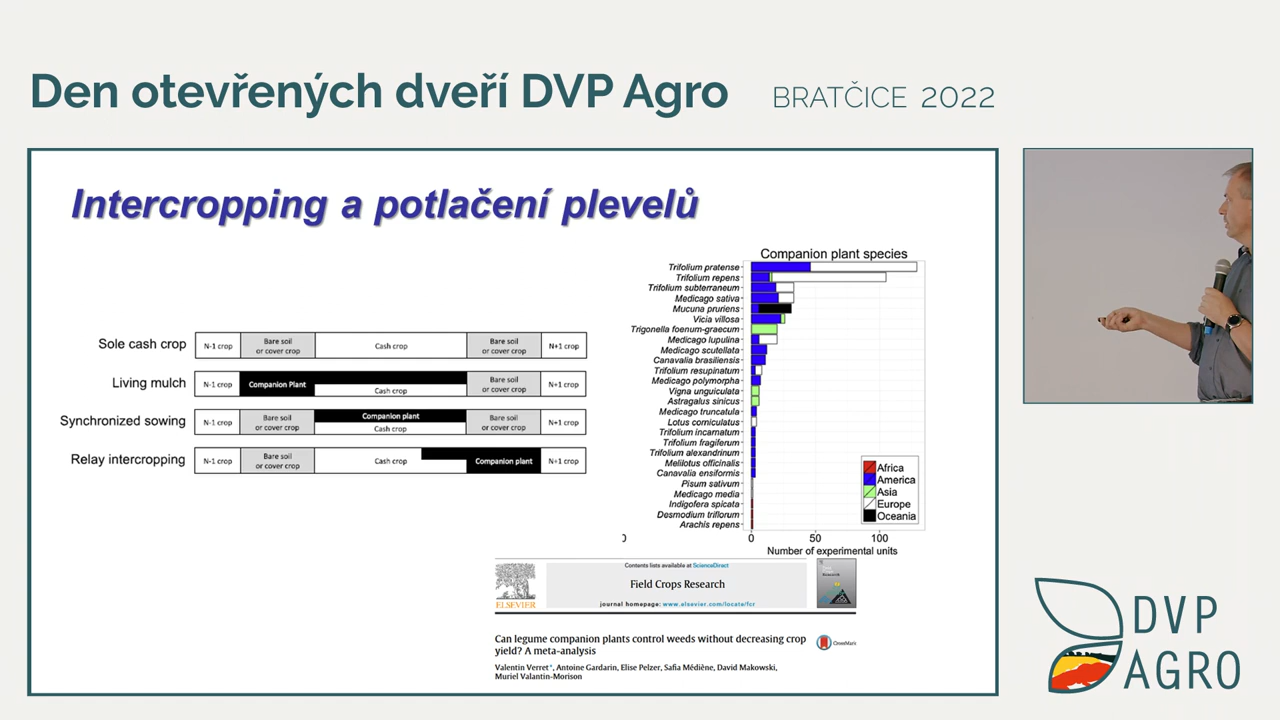 Den otevřených dveří DVP Agro BRATČICE 2022
Intercropping a potlačení plevelů
Sole cash crop
N-1 crop
Bare soil
or cover crop
Cash crop
Bare soil
or cover crop
N+1 crop
Living mulch
N-1 crop
Companion Plant
Cash crop
Bare soil
or cover crop
N+1 crop
Synchronized sowing
N-1 crop
Bare soil
or cover crop
Companion plant
Cash crop
Bare soil
or cover crop
N+1 crop
Relay intercropping
N-1 crop
Bare soil
or cover crop
Cash crop
Companion plant
N+1 crop
Companion plant species
Trifolium pratense
Trifolium repens
Trifolium subterraneum
Medicago sativa
Mucuna pruriens
Vicia villosa
Trigonella foenum-graecum
Medicago lupulina
Medicago scutellata
Canavalia brasiliensis
Trifolium resupinatum
Medicago polymorpha
Vigna unguiculata
Astragalus sinicus
Medicago truncatula
Lotus corniculatus
Trifolium incarnatum
Trifolium fragiferum
Trifolium alexandrinum
Melilotus officinalis
Canavalia ensiformis
Pisum sativum
Medicago media
Indigofera spicata
Desmodium triflorum
Arachis repens
Africa
America
Asia
Europe
Oceania
0 50 100
Number of experimental units
Contents lists available at ScienceDirect
Field Crops Research
journal homepage: www.elsevier.com/locate/fcr
ELSEVIER
Can legume companion plants control weeds without decreasing crop
yield? A meta-analysis
CrossMark
Valentin Verret*, Antoine Gardarin, Elise Pelzer, Safia Médiène, David Makowski,
Muriel Valantin-Morison
DVP
AGRO